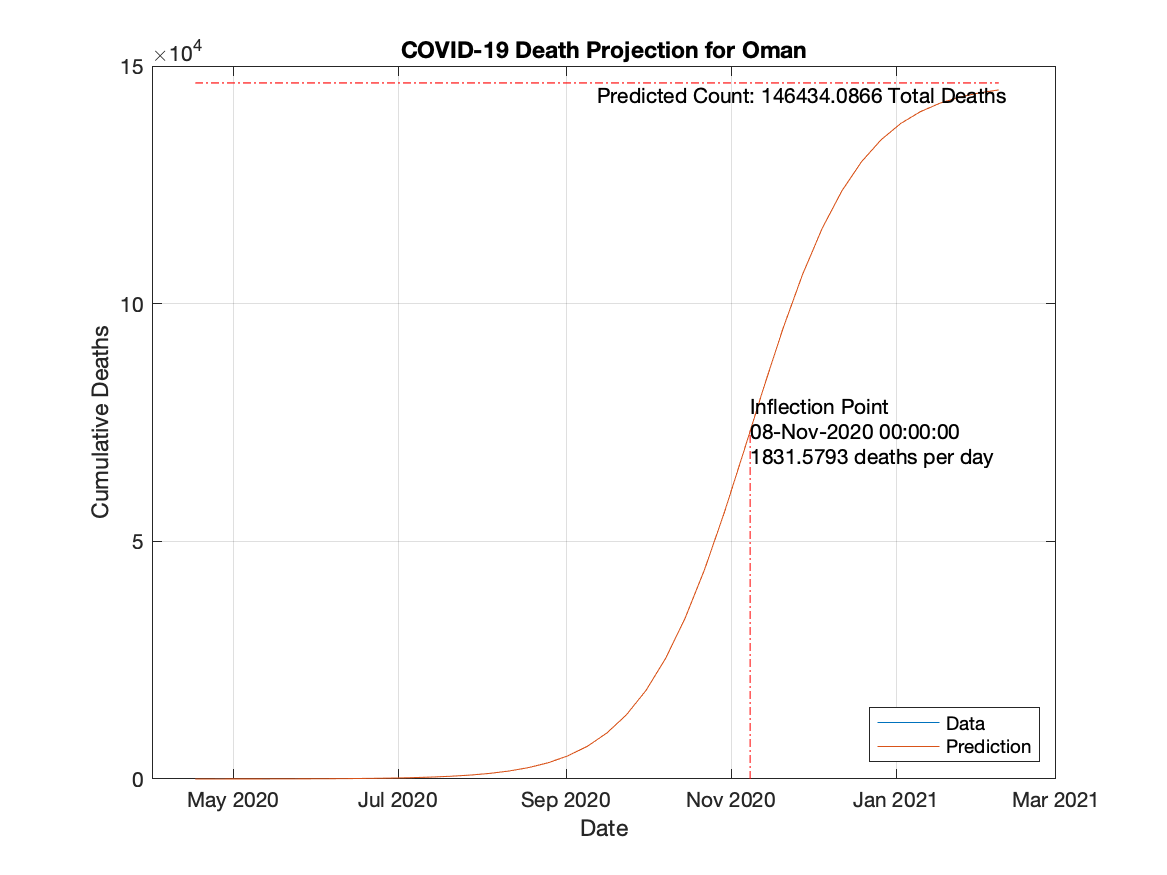 COVID-19 Death Projection for Oman
×10⁴
15
Predicted Count: 146434.0866 Total Deaths
10
Inflection Point
08-Nov-2020 00:00:00
1831.5793 deaths per day
Cumulative Deaths
5
Data
Prediction
0
May 2020 Jul 2020 Sep 2020 Nov 2020 Jan 2021 Mar 2021
Date